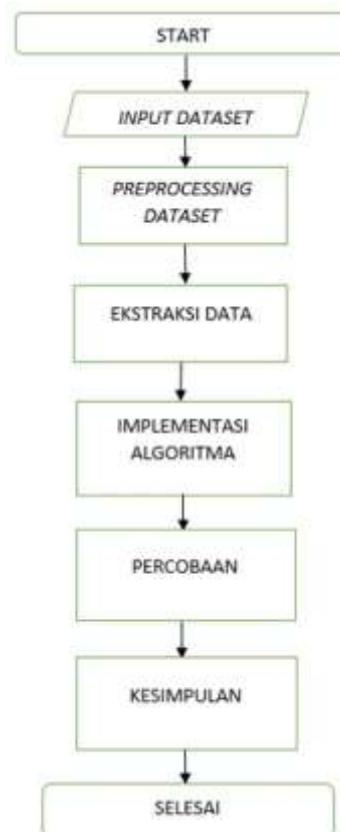 START
INPUT DATASET
PREPROCESSING
DATASET
EKSTRAKSI DATA
IMPLEMENTASI
ALGORITMA
PERCOBAAN
KESIMPULAN
SELESAI